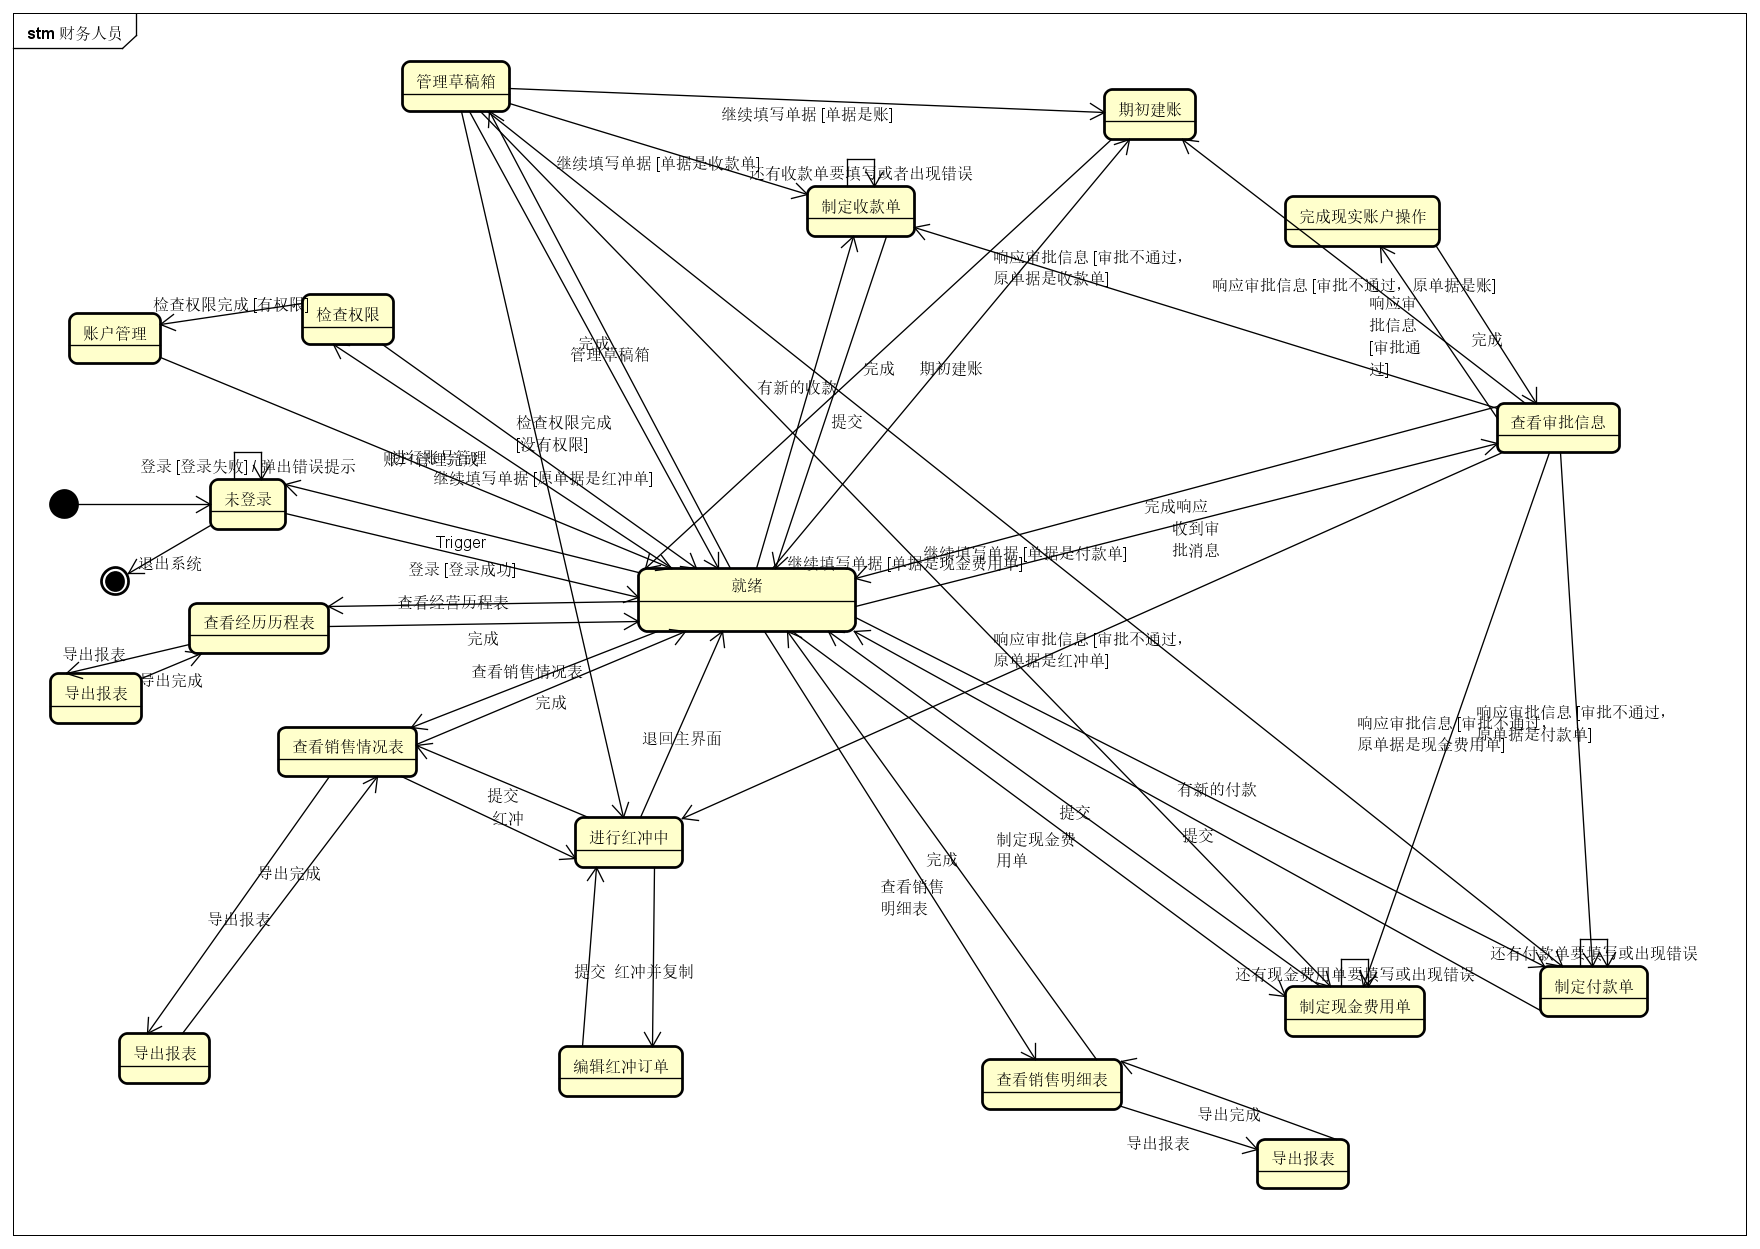 stm 财务人员
管理草稿箱
期初建账
继续填写单据 [单据是账]
继续填写单据 [单据是收款单]
还有收款单要填写或者出现错误
制定收款单
完成现实账户操作
响应审批信息 [审批不通过，
原单据是收款单]
响应审批信息 [审批不通过，原单据是账]
响应审
批信息
[审批通
过]
完成
检查权限完成 [有权限]
检查权限
账户管理
完成
管理草稿箱
完成
期初建账
有新的收款
提交
查看审批信息
检查权限完成
[没有权限]
账户管理完成
进行账户管理
登录 [登录失败] / 弹出错误提示
继续填写单据 [原单据是红冲单]
未登录
完成响应
收到审
批消息
Trigger
登录 [登录成功]
退出系统
继续填写单据 [单据是付款单]
继续填写单据 [单据是现金费用单]
就绪
查看经营历程表
查看经历历程表
完成
导出报表
导出完成
导出报表
查看销售情况表
完成
响应审批信息 [审批不通过，
原单据是红冲单]
查看销售情况表
退回主界面
响应审批信息 [审批不通过，
原单据是现金费用单]
响应审批信息 [审批不通过，
原单据是付款单]
提交
红冲
进行红冲中
有新的付款
提交
提交
制定现金费
用单
完成
查看销售
明细表
导出完成
导出报表
提交
红冲并复制
还有现金费用单要填写或出现错误
还有付款单要填写或出现错误
制定现金费用单
制定付款单
导出报表
编辑红冲订单
查看销售明细表
导出完成
导出报表
导出报表